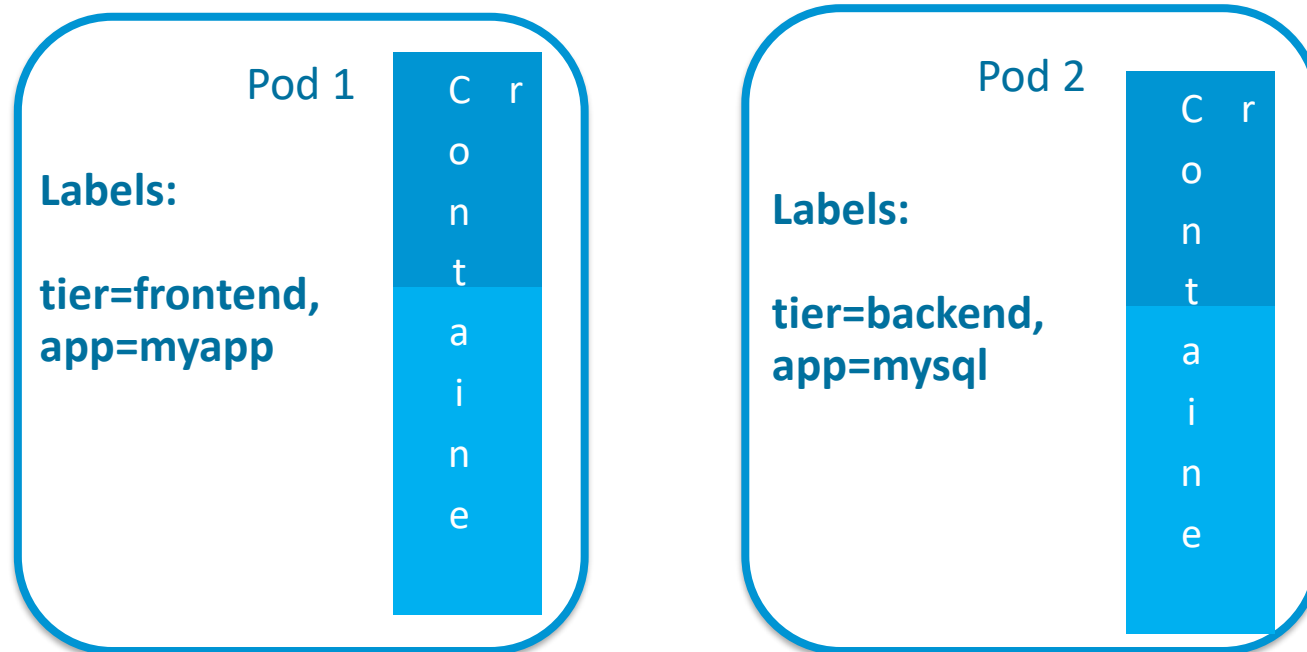 Pod 1
Labels:
tier=frontend,
app=myapp
C r
o
n
t
a
i
n
e
Pod 2
Labels:
tier=backend,
app=mysql
C r
o
n
t
a
i
n
e